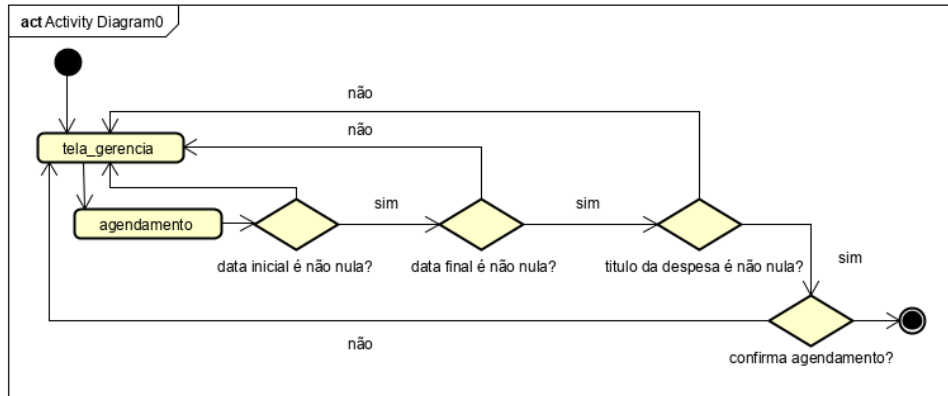 act Activity Diagram0
não
não
tela_gerencia
sim
sim
agendamento
data inicial é não nula?
data final é não nula?
titulo da despesa é não nula?
sim
não
confirma agendamento?